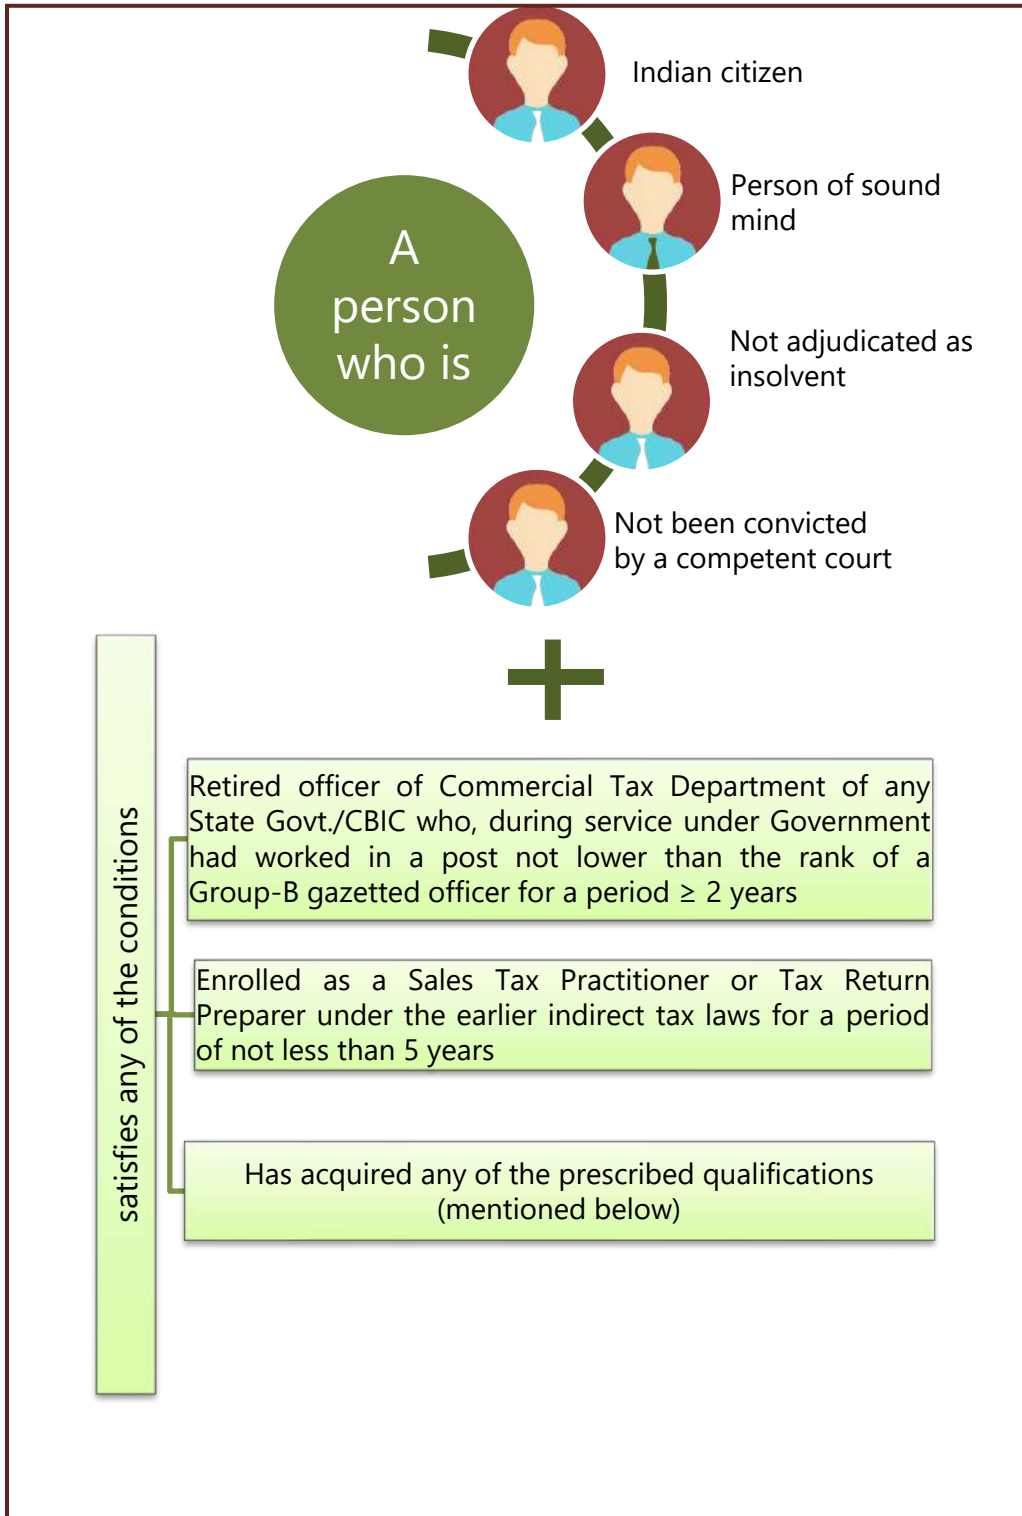 A
person
who is
Indian citizen
Person of sound
mind
Not adjudicated as
insolvent
Not been convicted
by a competent court
satisfies any of the conditions
Retired officer of Commercial Tax Department of any
State Govt./CBIC who, during service under Government
had worked in a post not lower than the rank of a
Group-B gazetted officer for a period ≥ 2 years
Enrolled as a Sales Tax Practitioner or Tax Return
Preparer under the earlier indirect tax laws for a period
of not less than 5 years
Has acquired any of the prescribed qualifications
(mentioned below)